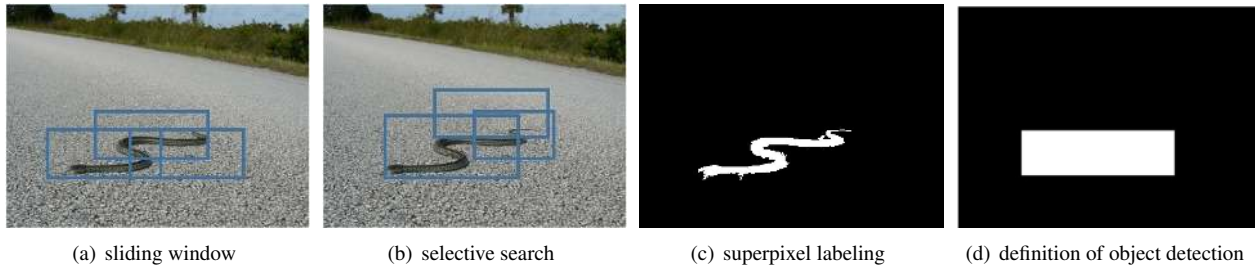 (a) sliding window
(b) selective search
(c) superpixel labeling
(d) definition of object detection